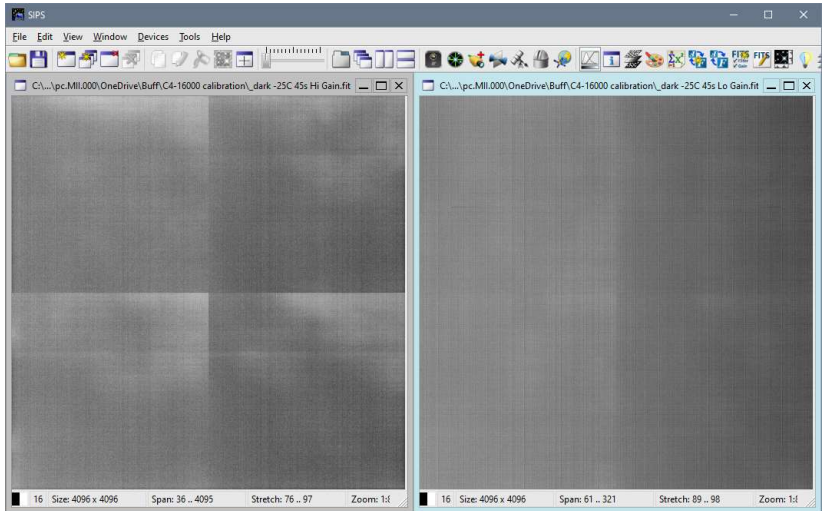 SIPS
File Edit View Window Devices Tools Help
C:\...\pc.MII.000\OneDrive\Buff\C4-16000 calibration\_dark -25C 45s Hi Gain.fit
C:\...\pc.MII.000\OneDrive\Buff\C4-16000 calibration\_dark -25C 45s Lo Gain.fit
16 Size: 4096 x 4096 Span: 36 .. 4095 Stretch: 76 .. 97 Zoom: 1:
16 Size: 4096 x 4096 Span: 61 .. 321 Stretch: 89 .. 98 Zoom: 1: